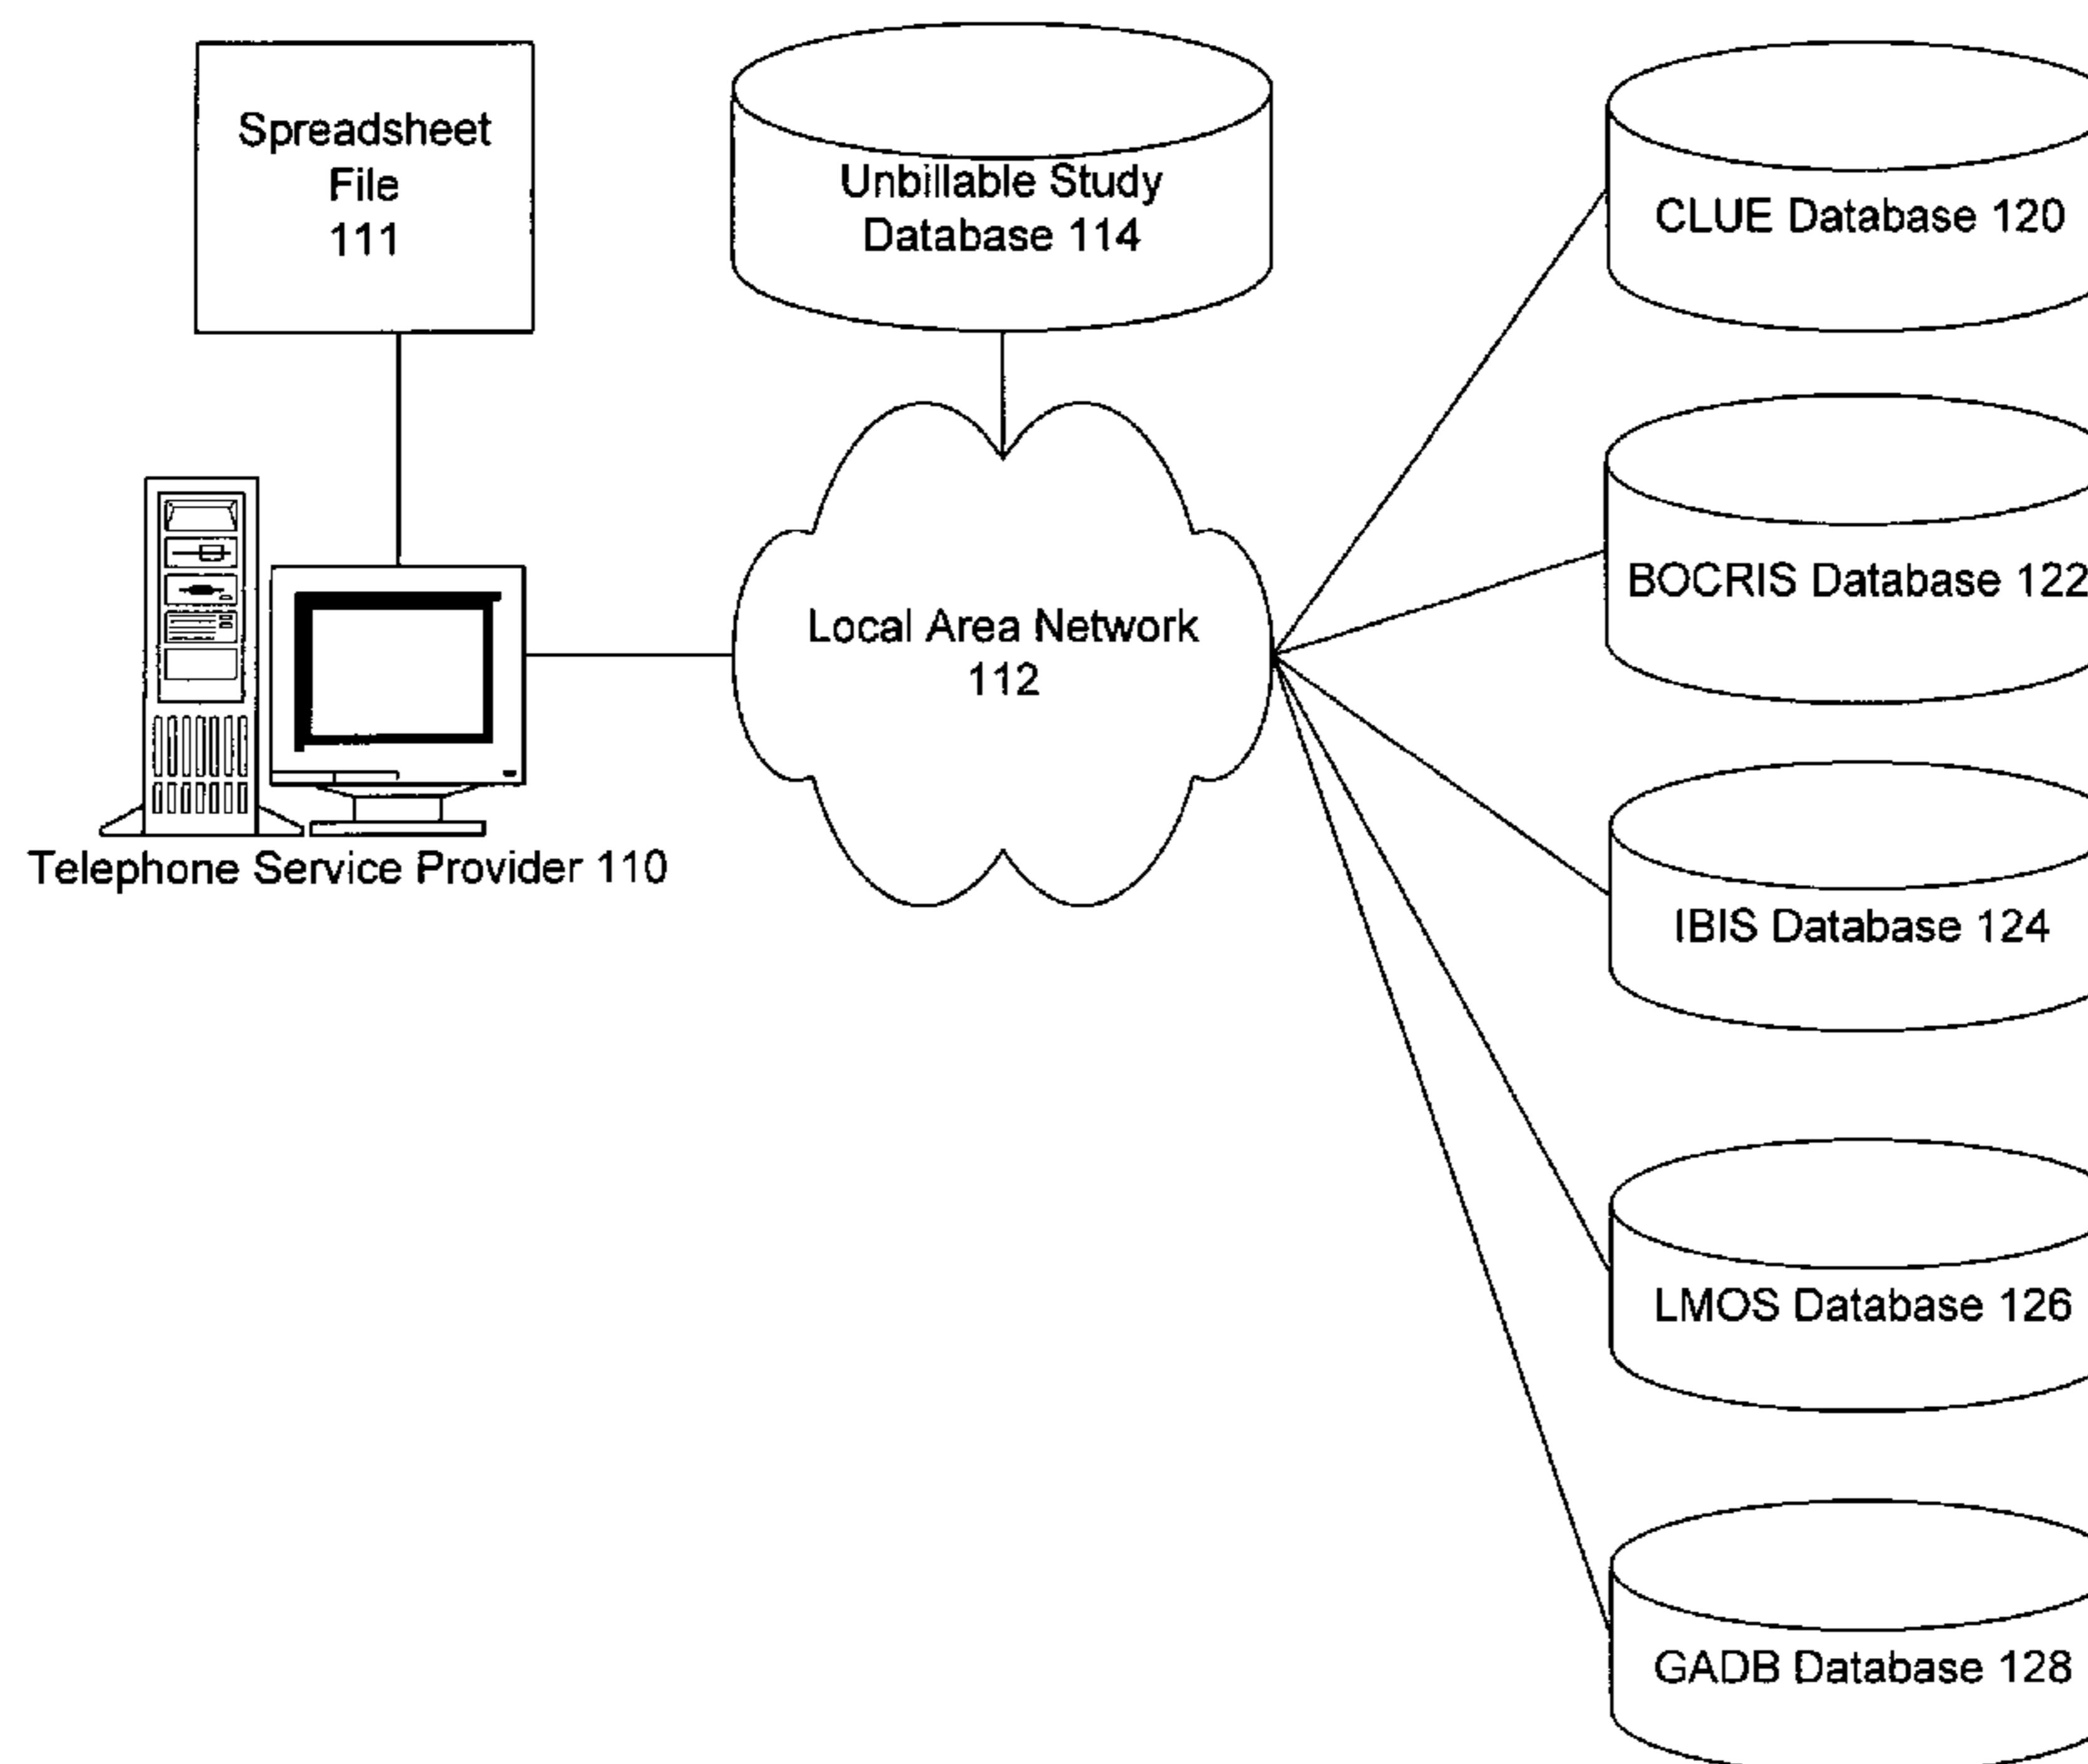 Spreadsheet
File
111
Unbillable Study
Database 114
CLUE Database 120
BOCRIS Database 122
Local Area Network
112
Telephone Service Provider 110
IBIS Database 124
LMOS Database 126
GADB Database 128